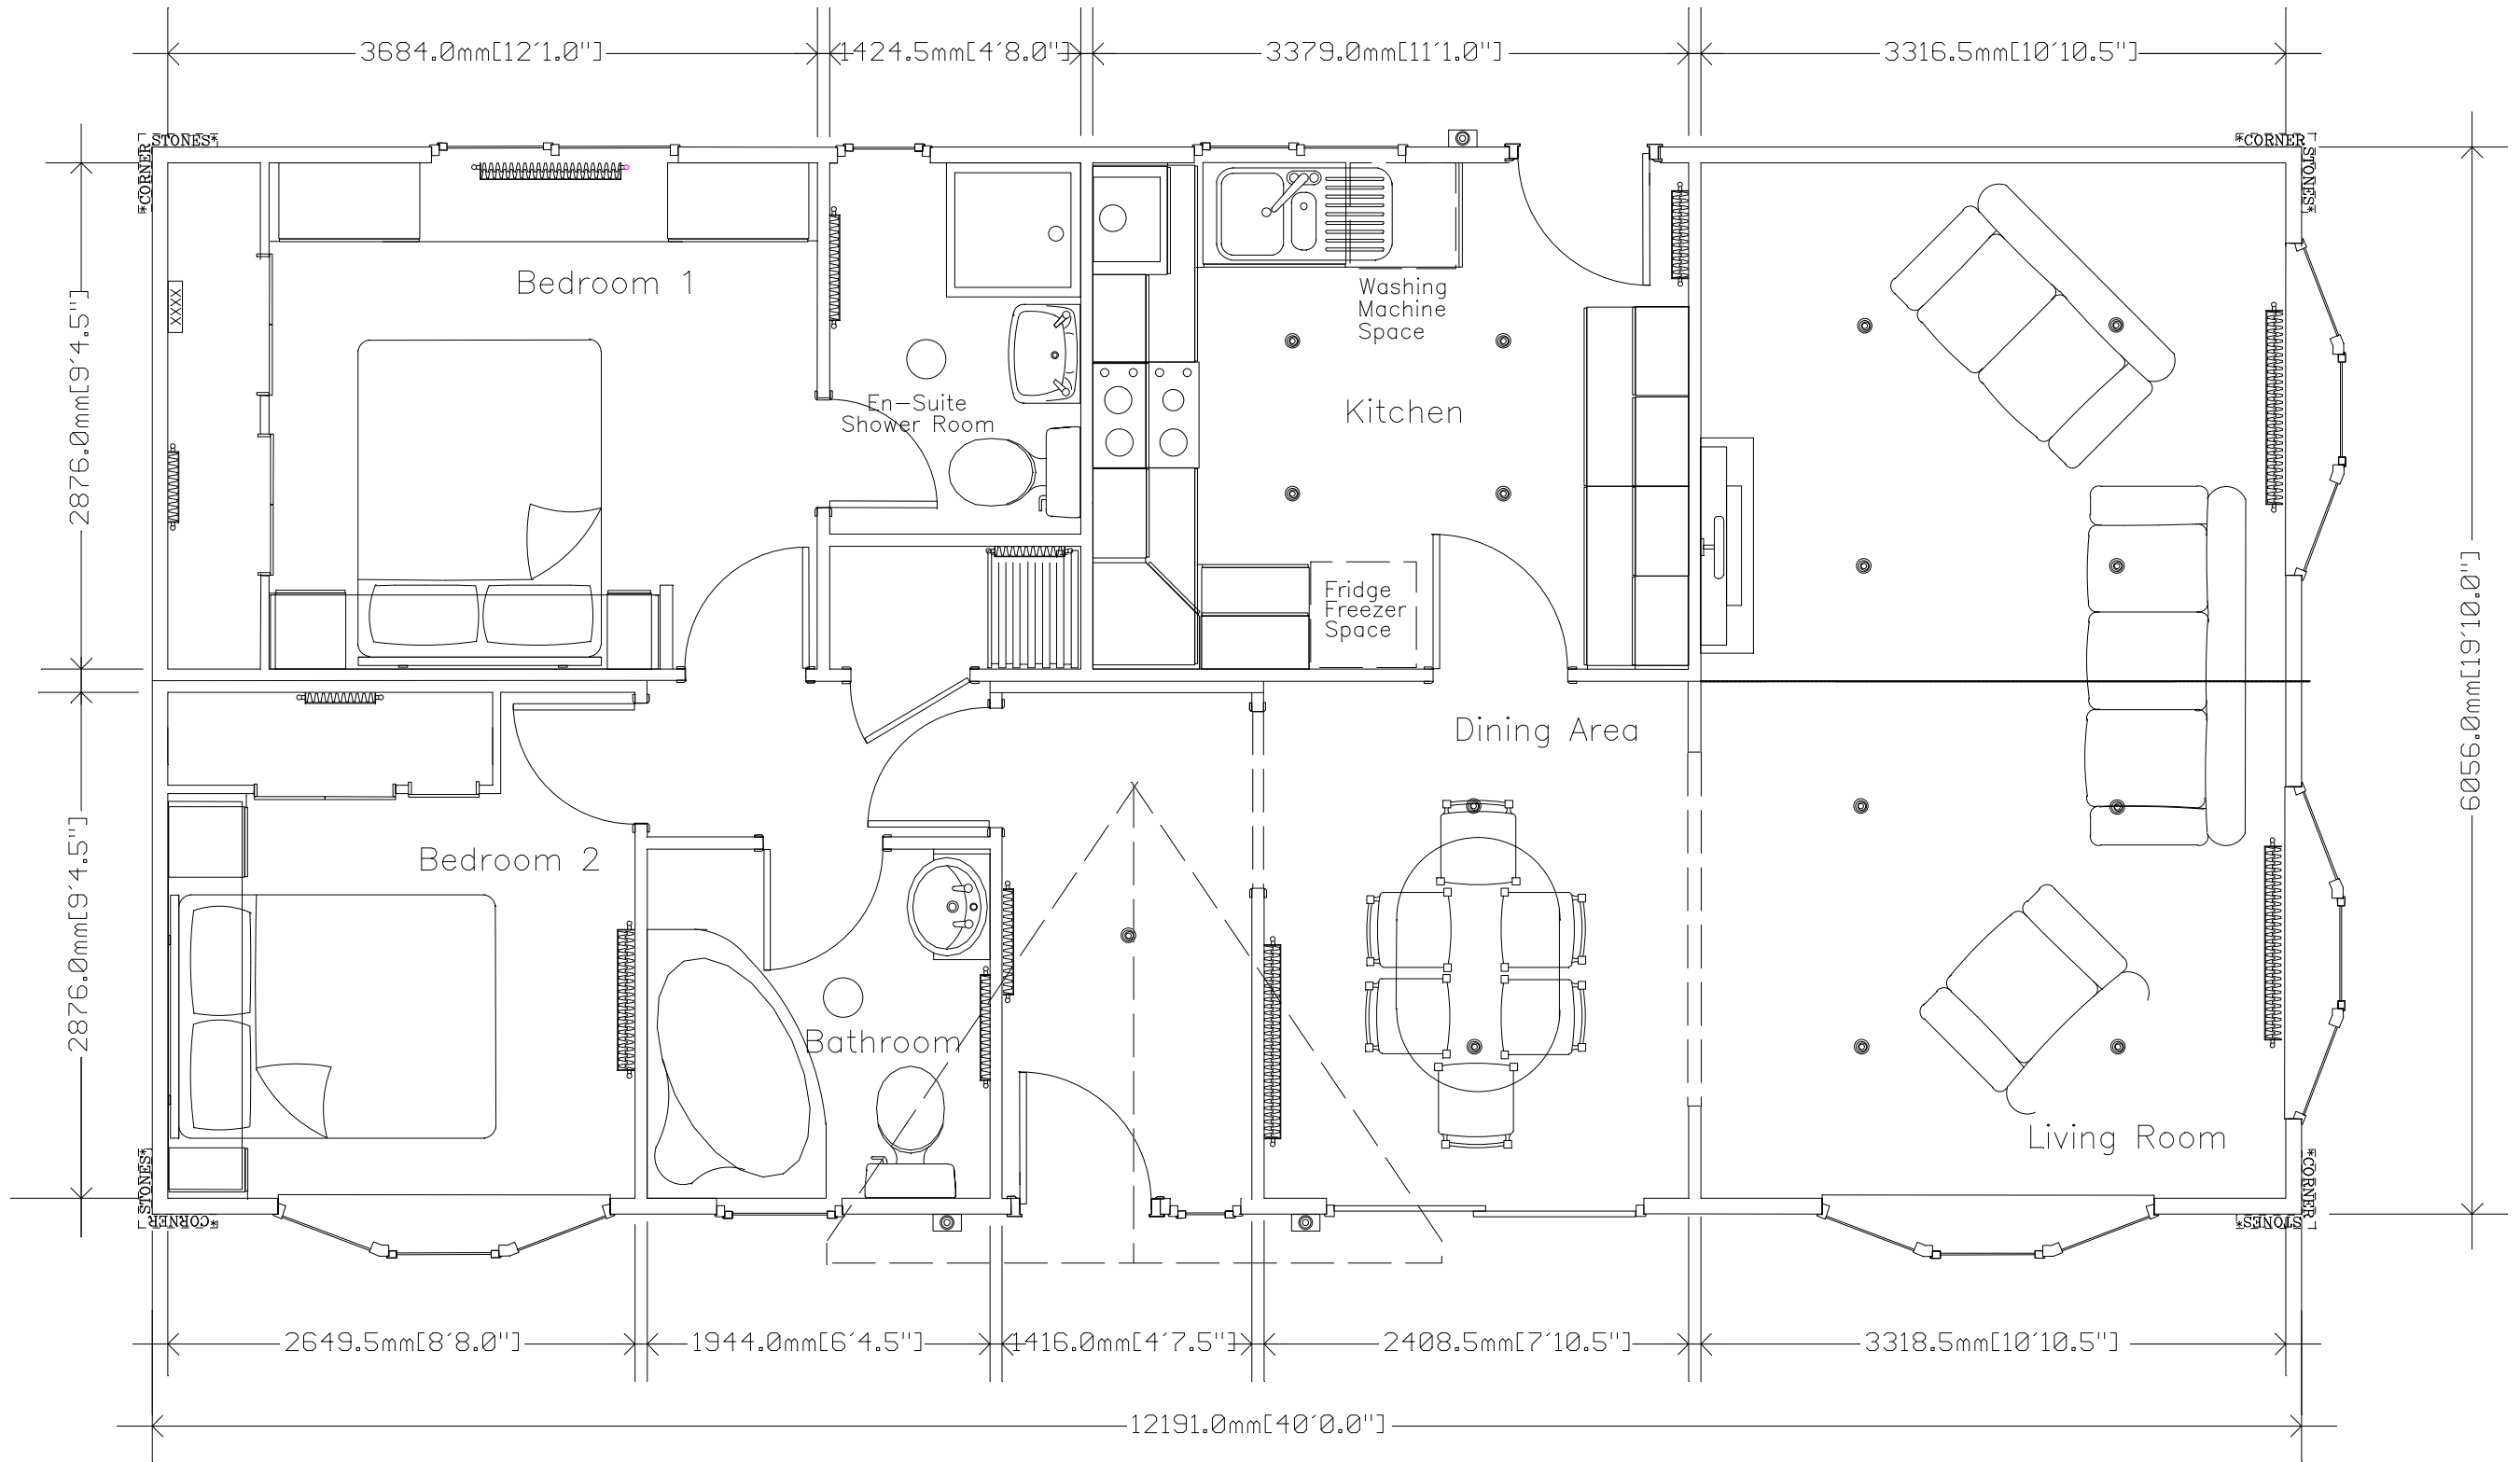 3684.0mm[12'1.0"]
1424.5mm[4'8.0"]
3379.0mm[11'1.0"]
3316.5mm[10'10.5"]
*CORNER STONES*
*CORNER STONES*
2876.0mm[9'4.5"]
XXXX
Bedroom 1
En-Suite
Shower Room
Washing
Machine
Space
Kitchen
Fridge
Freezer
Space
6056.0mm[19'10.0"]
Dining Area
2876.0mm[9'4.5"]
Bedroom 2
Bathroom
Living Room
*CORNER STONES*
*CORNER STONES*
2649.5mm[8'8.0"]
1944.0mm[6'4.5"]
1416.0mm[4'7.5"]
2408.5mm[7'10.5"]
3318.5mm[10'10.5"]
12191.0mm[40'0.0"]